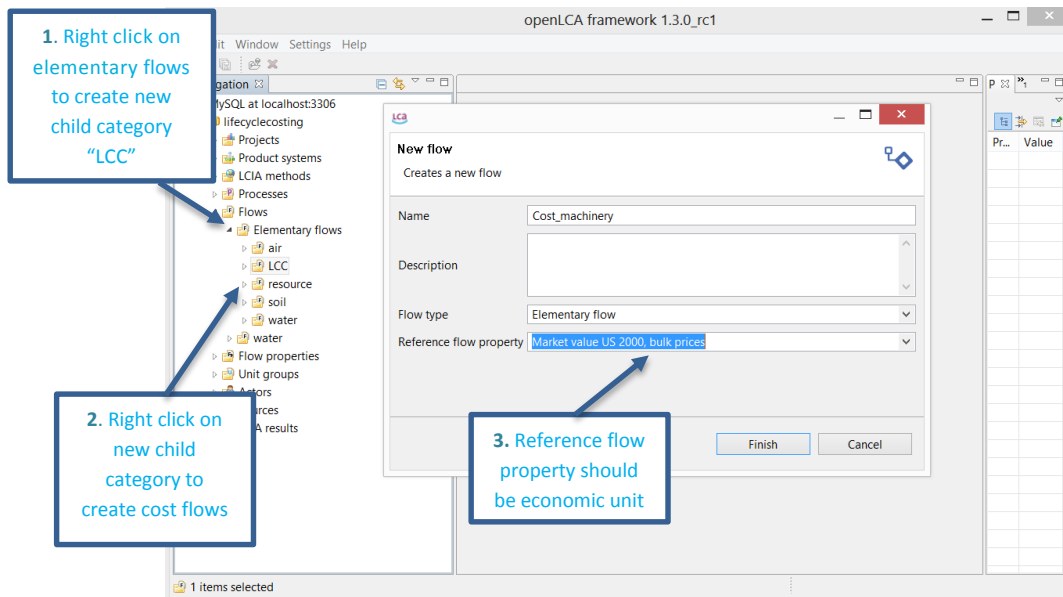 openLCA framework 1.3.0_rc1
1. Right click on
elementary flows
to create new
child category
“LCC”
Window Settings Help
P
1
MySQL at localhost:3306
lifecyclecosting
Projects
Product systems
LCIA methods
Processes
Flows
Elementary flows
air
LCC
resource
soil
water
water
Flow properties
Unit groups
Actors
results
LCA
New flow
Creates a new flow
Name Cost_machinery
Description
Flow type Elementary flow
Reference flow property Market value US 2000, bulk prices
Finish Cancel
Pr... Value
2. Right click on
new child
category to
create cost flows
3. Reference flow
property should
be economic unit
1 items selected